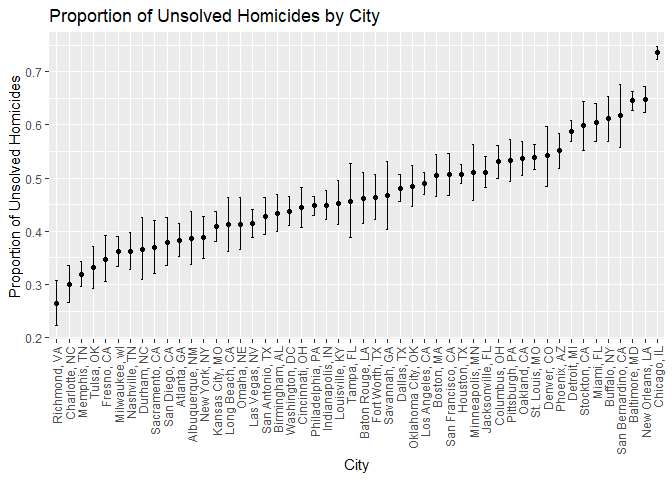 Proportion of Unsolved Homicides by City
Proportion of Unsolved Homicides
0.7
0.6
0.5
0.4
0.3
0.2
Richmond, VA
Charlotte, NC
Memphis, TN
Tulsa, OK
Fresno, CA
Milwaukee, wI
Nashville, TN
Durham, NC
Sacramento, CA
San Diego, CA
Atlanta, GA
Albuquerque, NM
New York, NY
Kansas City, MO
Long Beach, CA
Omaha, NE
Las Vegas, NV
San Antonio, TX
Birmingham, AL
Washington, DC
Cincinnati, OH
Philadelphia, PA
Indianapolis, IN
Louisville, KY
Tampa, FL
Baton Rouge, LA
Fort Worth, TX
Savannah, GA
Dallas, TX
Oklahoma City, OK
Los Angeles, CA
Boston, MA
San Francisco, CA
Houston, TX
Minneapolis, MN
Jacksonville, FL
Columbus, OH
Pittsburgh, PA
Oakland, CA
St. Louis, MO
Denver, CO
Phoenix, AZ
Detroit, MI
Stockton, CA
Miami, FL
Buffalo, NY
San Bernardino, CA
Baltimore, MD
New Orleans, LA
Chicago, IL
City